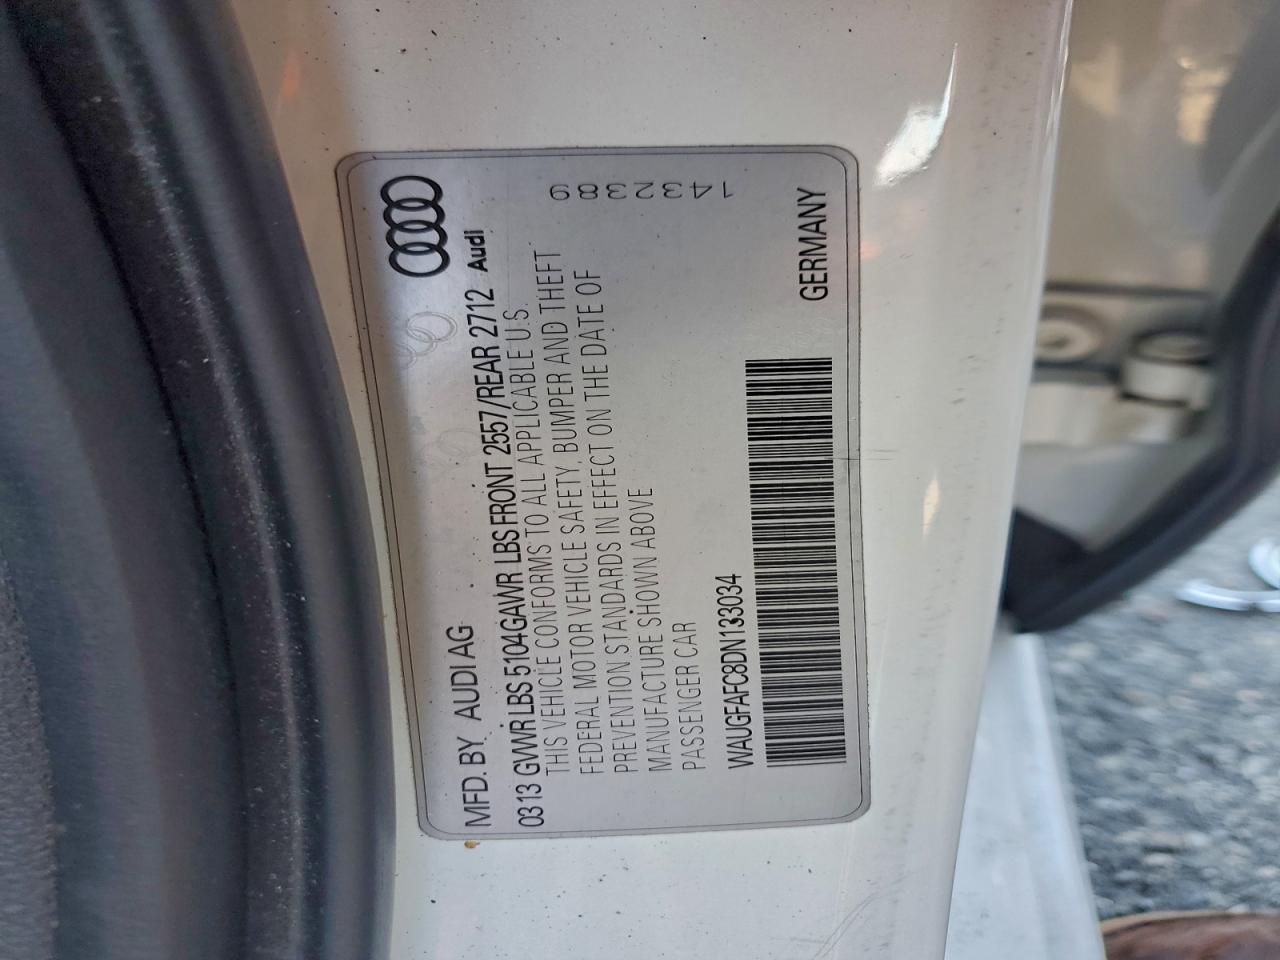 MFD. BY AUDI AG
0313 GVWR LBS 5104 GAWR LBS FRONT 2557/REAR 2712 Audi
THIS VEHICLE CONFORMS TO ALL APPLICABLE U.S.
FEDERAL MOTOR VEHICLE SAFETY, BUMPER AND THEFT
PREVENTION STANDARDS IN EFFECT ON THE DATE OF
MANUFACTURE SHOWN ABOVE
PASSENGER CAR
WAUGFAFC8DN133034
GERMANY